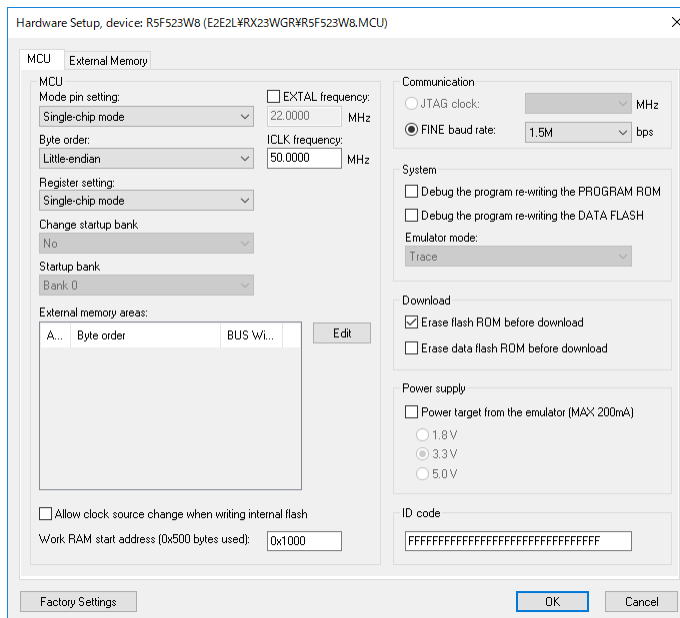 Hardware Setup, device: R5F523W8 (E2E2L¥RX23WGR¥R5F523W8.MCU)
MCU
External Memory
MCU
Mode pin setting:
Single-chip mode
EXTAL frequency:
22.0000 MHz
Byte order:
Little-endian
ICLK frequency:
50.0000 MHz
Register setting:
Single-chip mode
Change startup bank
No
Startup bank
Bank 0
External memory areas:
A... Byte order BUS Wi...
Edit
Allow clock source change when writing internal flash
Work RAM start address (0x500 bytes used): 0x1000
Communication
JTAG clock: MHz
FINE baud rate: 1.5M bps
System
Debug the program re-writing the PROGRAM ROM
Debug the program re-writing the DATA FLASH
Emulator mode:
Trace
Download
Erase flash ROM before download
Erase data flash ROM before download
Power supply
Power target from the emulator (MAX 200mA)
1.8 V
3.3 V
5.0 V
ID code
FFFFFFFFFFFFFFFFFFFFFFFFFFFFFFFF
Factory Settings
OK
Cancel